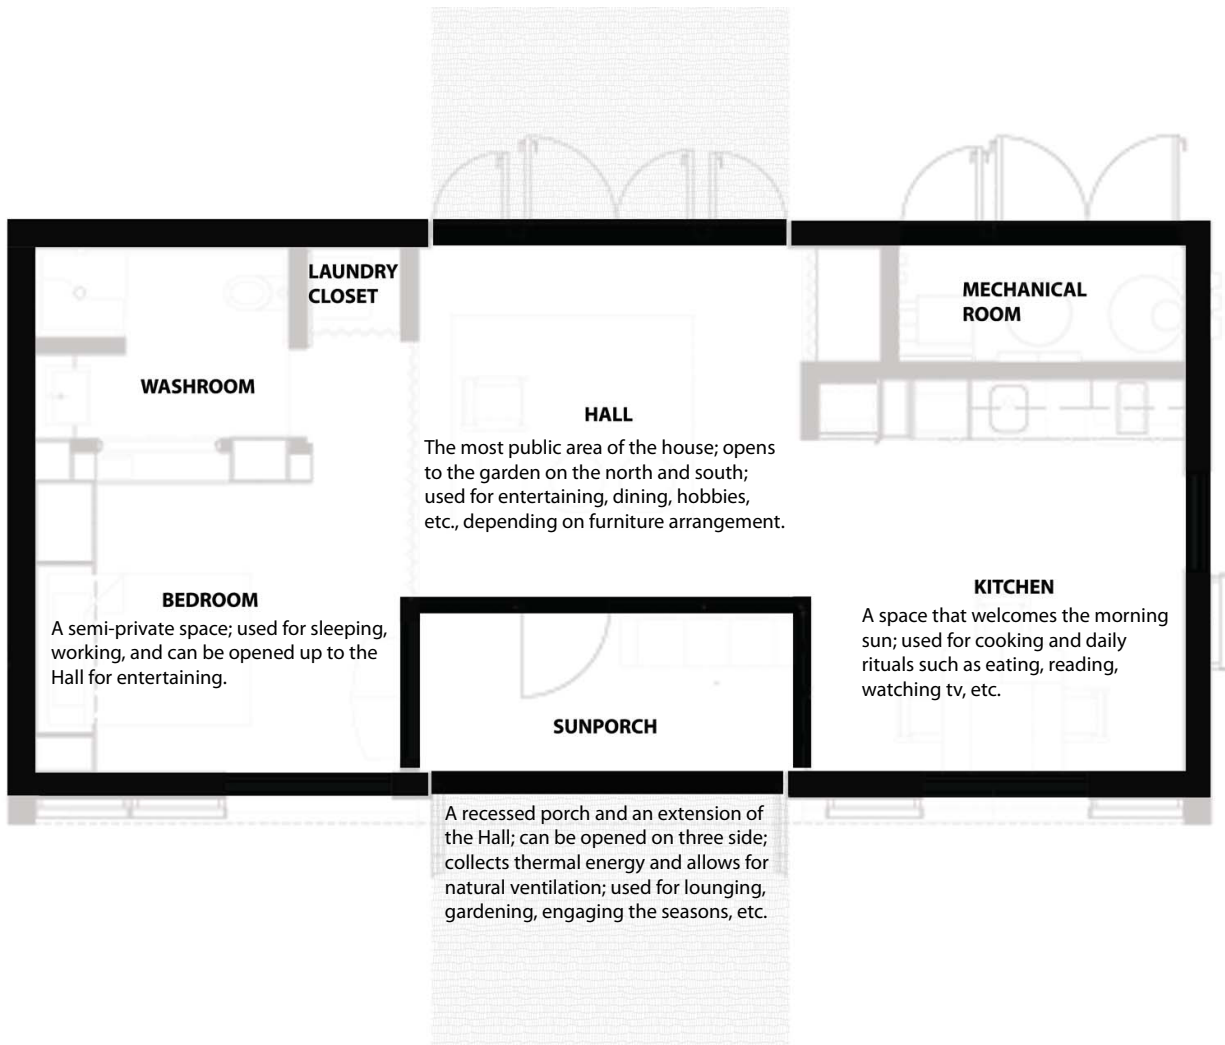 LAUNDRY
CLOSET
MECHANICAL
ROOM
WASHROOM
HALL
The most public area of the house; opens
to the garden on the north and south;
used for entertaining, dining, hobbies,
etc., depending on furniture arrangement.
BEDROOM
A semi-private space; used for sleeping,
working, and can be opened up to the
Hall for entertaining.
KITCHEN
A space that welcomes the morning
sun; used for cooking and daily
rituals such as eating, reading,
watching tv, etc.
SUNPORCH
A recessed porch and an extension of
the Hall; can be opened on three side;
collects thermal energy and allows for
natural ventilation; used for lounging,
gardening, engaging the seasons, etc.